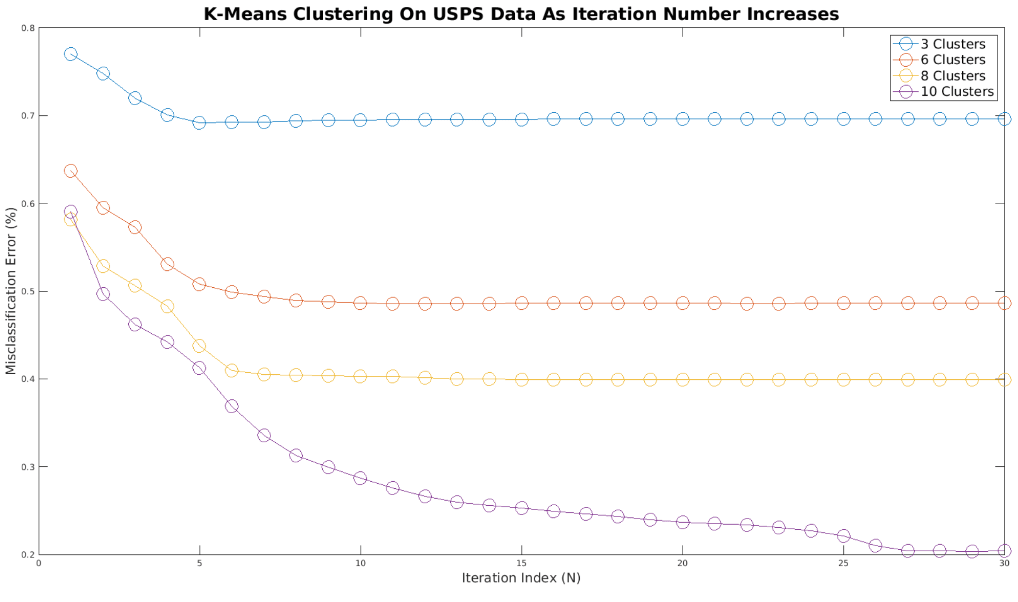 K-Means Clustering On USPS Data As Iteration Number Increases
3 Clusters
6 Clusters
8 Clusters
10 Clusters
Misclassification Error (%)
0.8
0.7
0.6
0.5
0.4
0.3
0.2
0
5
10
15
20
25
30
Iteration Index (N)